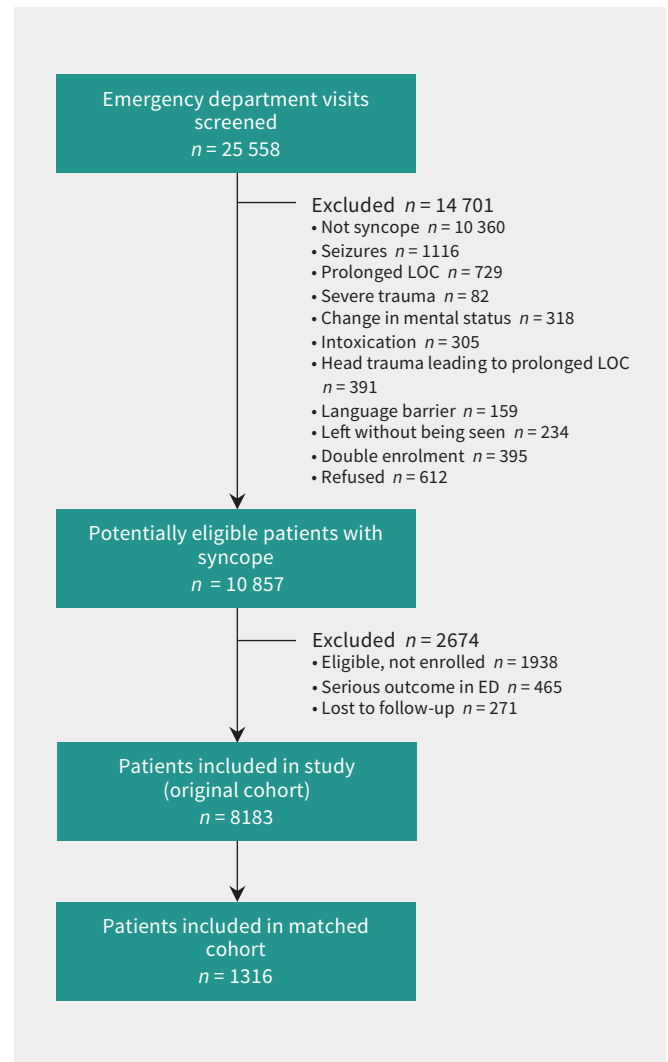 Emergency department visits
screened
n = 25 558
Excluded n = 14 701
• Not syncope n = 10 360
• Seizures n = 1116
• Prolonged LOC n = 729
• Severe trauma n = 82
• Change in mental status n = 318
• Intoxication n = 305
• Head trauma leading to prolonged LOC
n = 391
• Language barrier n = 159
• Left without being seen n = 234
• Double enrolment n = 395
• Refused n = 612
Potentially eligible patients with
syncope
n = 10 857
Excluded n = 2674
• Eligible, not enrolled n = 1938
• Serious outcome in ED n = 465
• Lost to follow-up n = 271
Patients included in study
(original cohort)
n = 8183
Patients included in matched
cohort
n = 1316